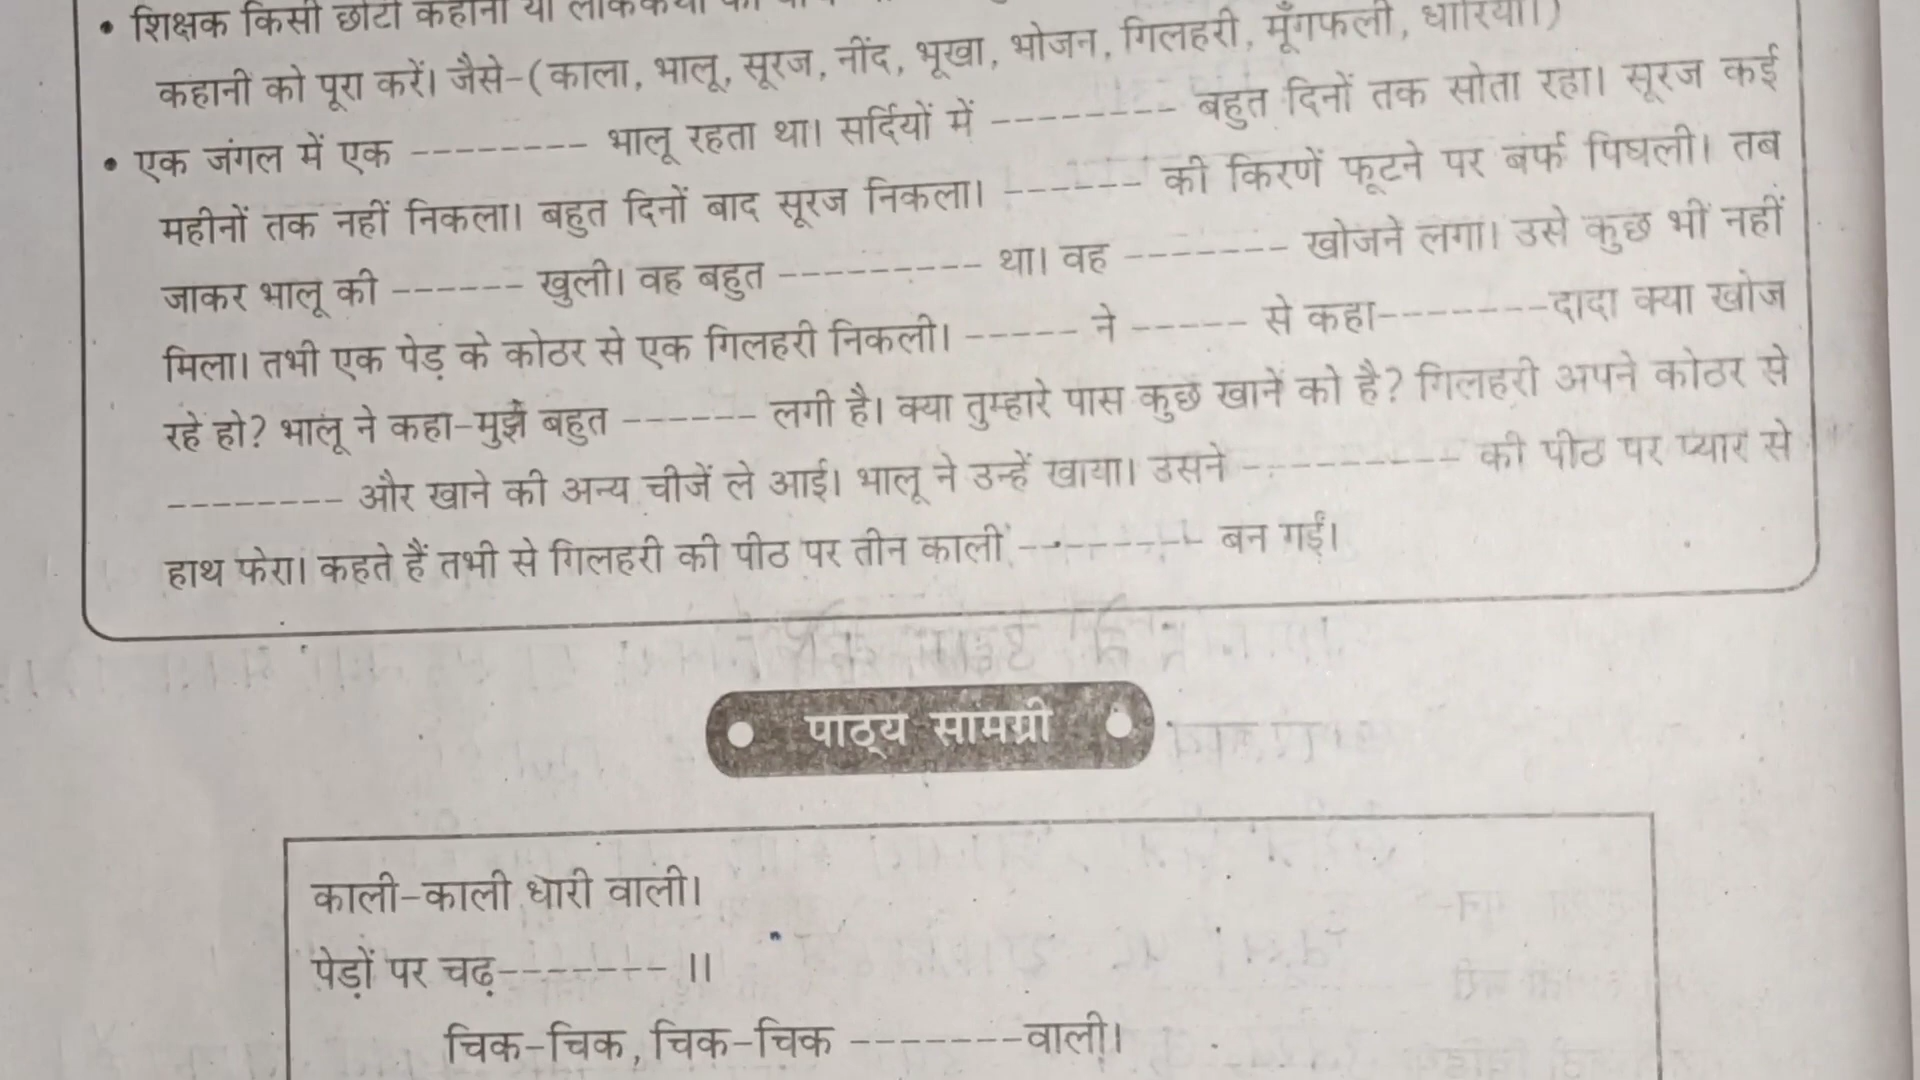 • शिक्षक किसी छोटी कहानी या लोककथा
कहानी को पूरा करें। जैसे-(काला, भालू, सूरज, नींद, भूखा, भोजन, गिलहरी, मूँगफली, धारियाँ।)
• एक जंगल में एक -------- भालू रहता था। सर्दियों में --------- बहुत दिनों तक सोता रहा। सूरज कई
महीनों तक नहीं निकला। बहुत दिनों बाद सूरज निकला। ------- की किरणें फूटने पर बर्फ पिघली। तब
जाकर भालू की ------ खुली। वह बहुत ---------- था। वह -------- खोजने लगा। उसे कुछ भी नहीं
मिला। तभी एक पेड़ के कोठर से एक गिलहरी निकली। ----- ने ----- से कहा--------दादा क्या खोज
रहे हो? भालू ने कहा-मुझे बहुत ------ लगी है। क्या तुम्हारे पास कुछ खाने को है? गिलहरी अपने कोठर से
-------- और खाने की अन्य चीजें ले आई। भालू ने उन्हें खाया। उसने ---------- की पीठ पर प्यार से
हाथ फेरा। कहते हैं तभी से गिलहरी की पीठ पर तीन काली --------- बन गईं।
पाठ्य सामग्री
काली-काली धारी वाली।
पेड़ों पर चढ़-------- ।।
चिक-चिक, चिक-चिक --------वाली।